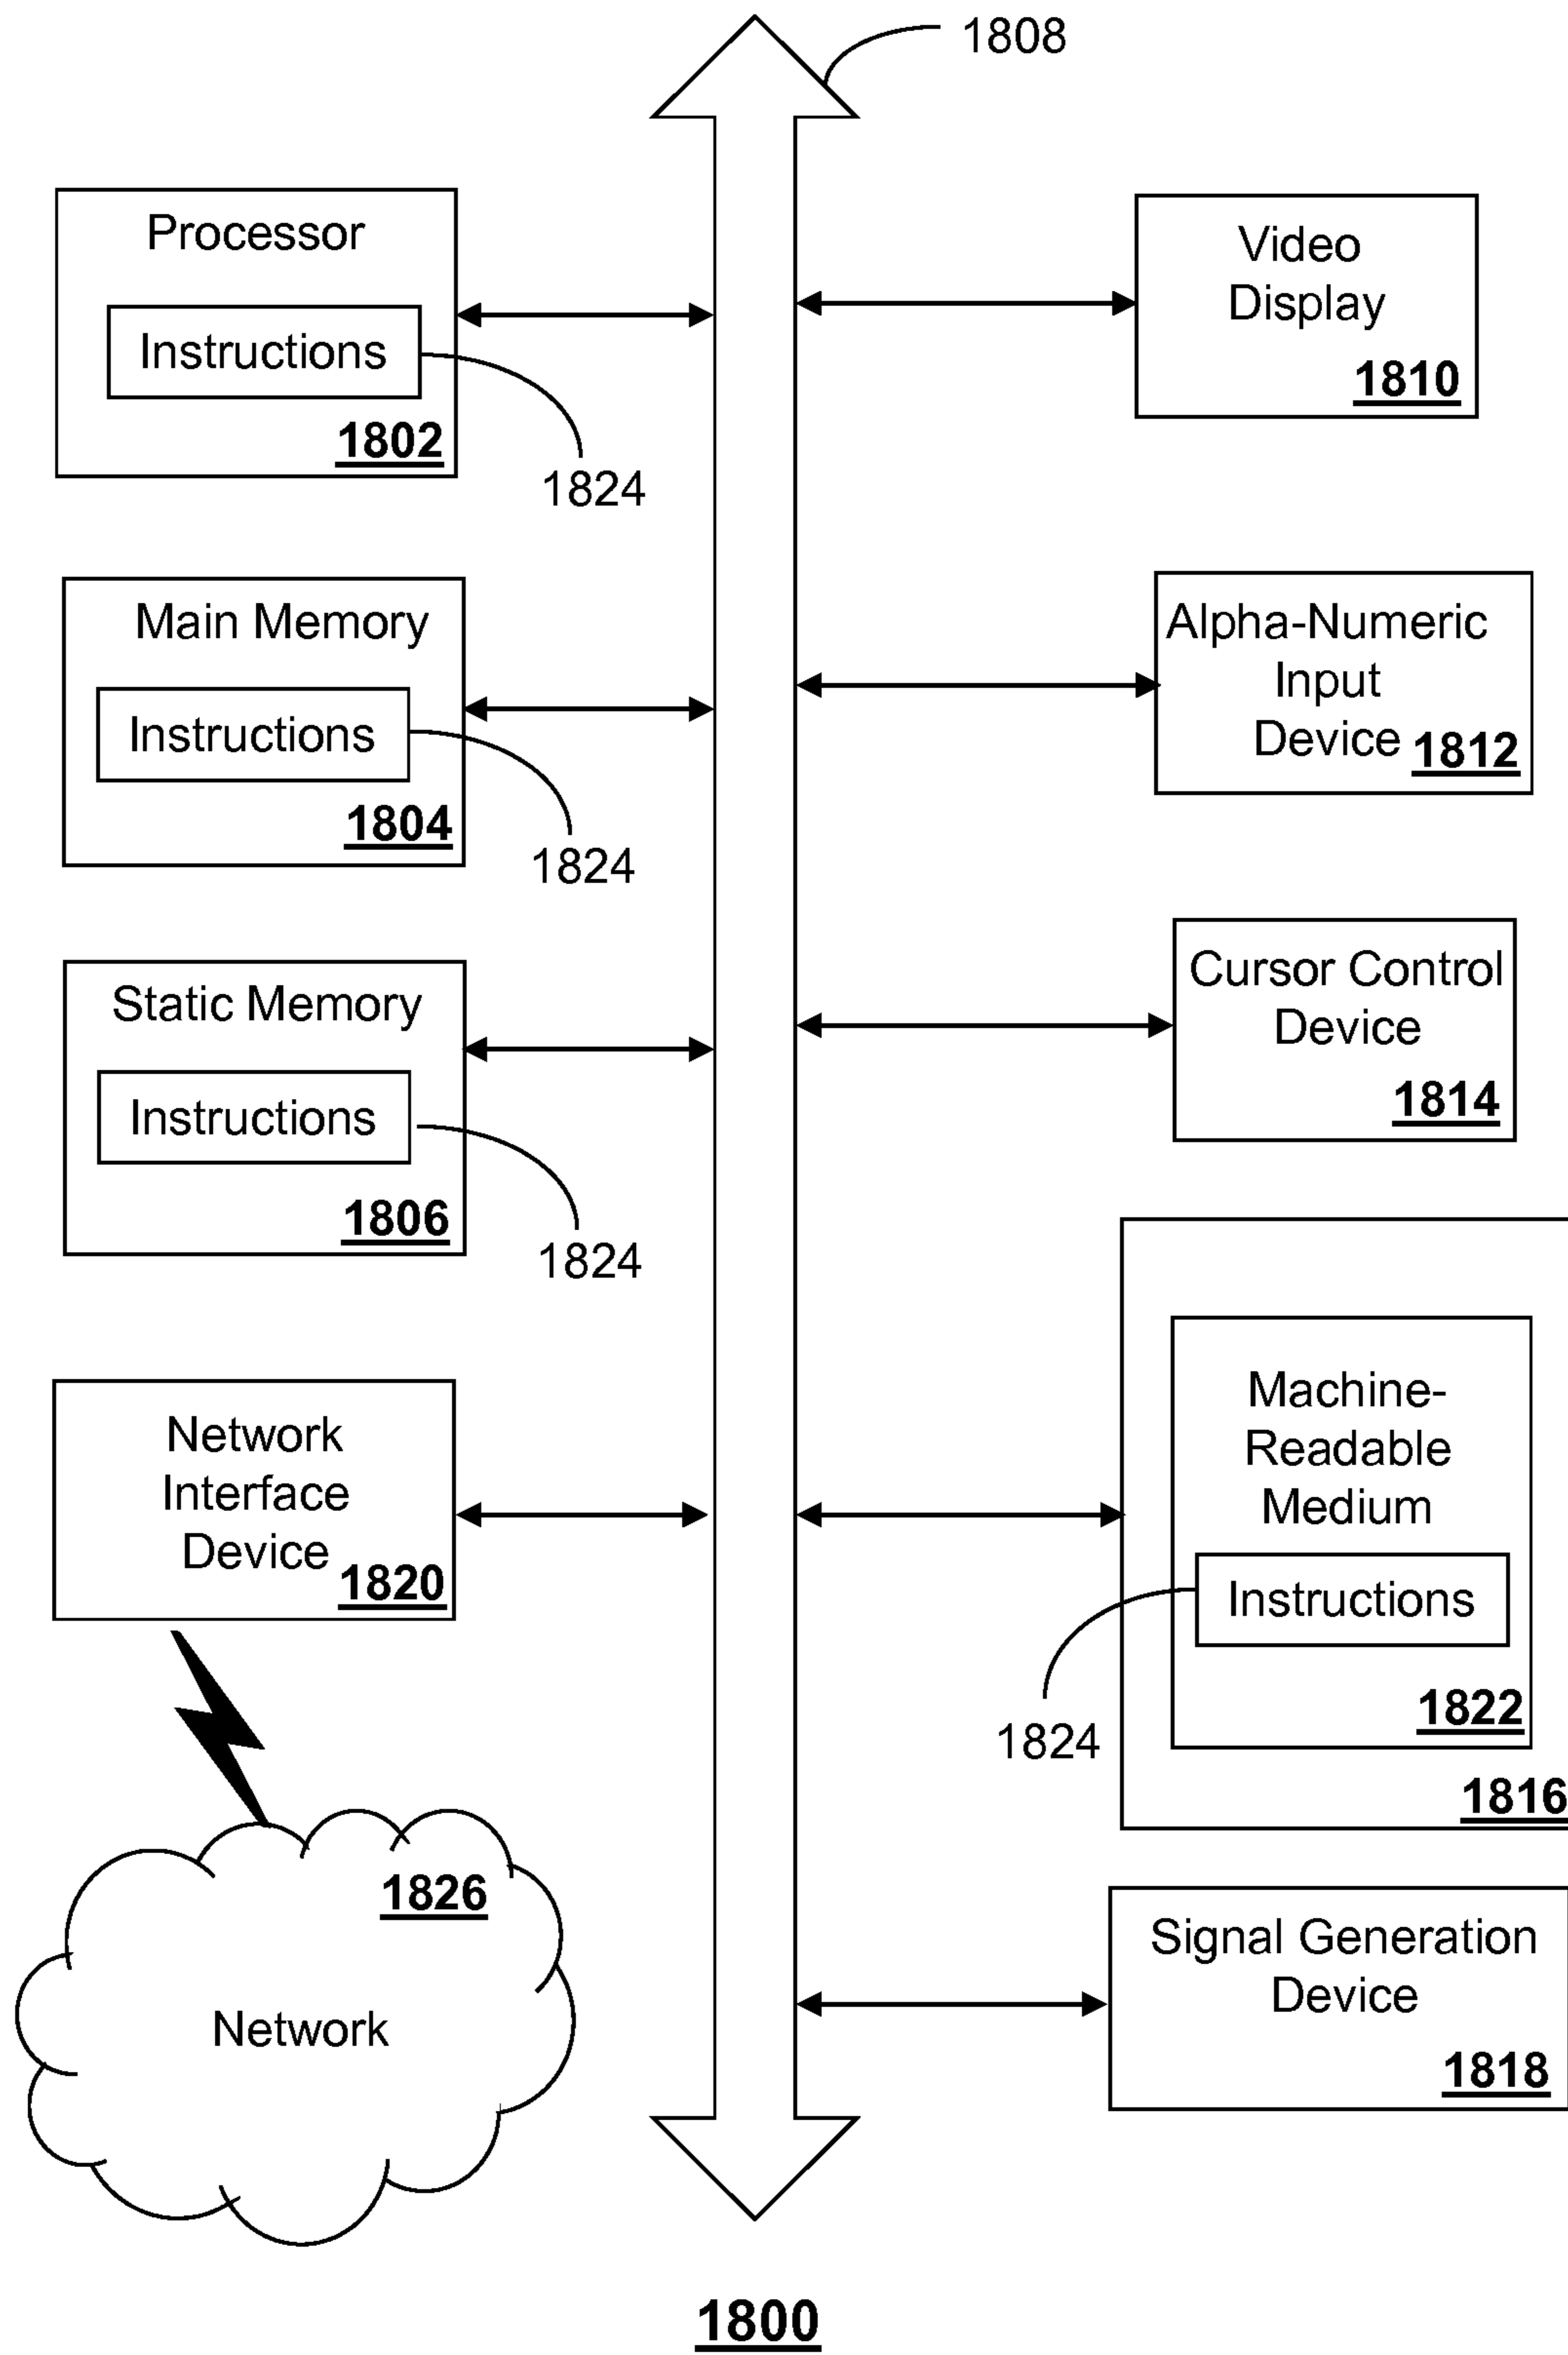 1808
Processor
Instructions
1802
1824
Video
Display
1810
Main Memory
Instructions
1804
1824
Alpha-Numeric
Input
Device 1812
Static Memory
Instructions
1806
1824
Cursor Control
Device
1814
Network
Interface
Device 1820
Machine-
Readable
Medium
Instructions
1822
1824
1816
1826
Network
Signal Generation
Device
1818
1800